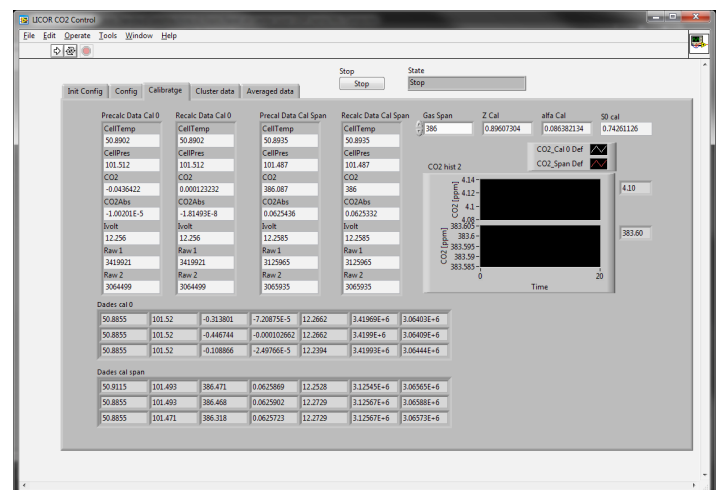 LICOR CO2 Control
File Edit Operate Tools Window Help
Stop State
Stop Stop
Init Config Config Calibratge Cluster data Averaged data
Precalc Data Cal 0 Recalc Data Cal 0 Precal Data Cal Span Recalc Data Cal Span Gas Span Z Cal alfa Cal S0 cal
CellTemp CellTemp CellTemp CellTemp 386 0.89607304 0.086382134 0.74261126
50.8902 50.8902 50.8935 50.8935
CellPres CellPres CellPres CellPres
101.512 101.512 101.487 101.487
CO2_Cal 0 Def
CO2_Span Def
CO2 CO2 CO2 CO2
CO2 hist 2
-0.0436422 0.000123232 386.087 386
CO2Abs CO2Abs CO2Abs CO2Abs
-1.00201E-5 -1.81493E-8 0.0625436 0.0625332
Ivolt Ivolt Ivolt Ivolt
12.256 12.256 12.2585 12.2585
Raw 1 Raw 1 Raw 1 Raw 1
3419921 3419921 3125965 3125965
Raw 2 Raw 2 Raw 2 Raw 2
3064499 3064499 3065935 3065935
CO2 [ppm]
4.14
4.12
4.1
4.08
4.10
CO2 [ppm]
383.605
383.6
383.595
383.59
383.585
383.60
0 20
Time
Dades cal 0
50.8855 101.52 -0.313801 -7.20875E-5 12.2662 3.41969E+6 3.06403E+6
50.8855 101.52 -0.446744 -0.000102662 12.2662 3.4199E+6 3.06409E+6
50.8855 101.52 -0.108866 -2.49766E-5 12.2394 3.41993E+6 3.06444E+6
Dades cal span
50.9115 101.493 386.471 0.0625869 12.2528 3.12545E+6 3.06565E+6
50.8855 101.493 386.468 0.0625902 12.2729 3.12567E+6 3.06588E+6
50.8855 101.471 386.318 0.0625723 12.2729 3.12567E+6 3.06573E+6